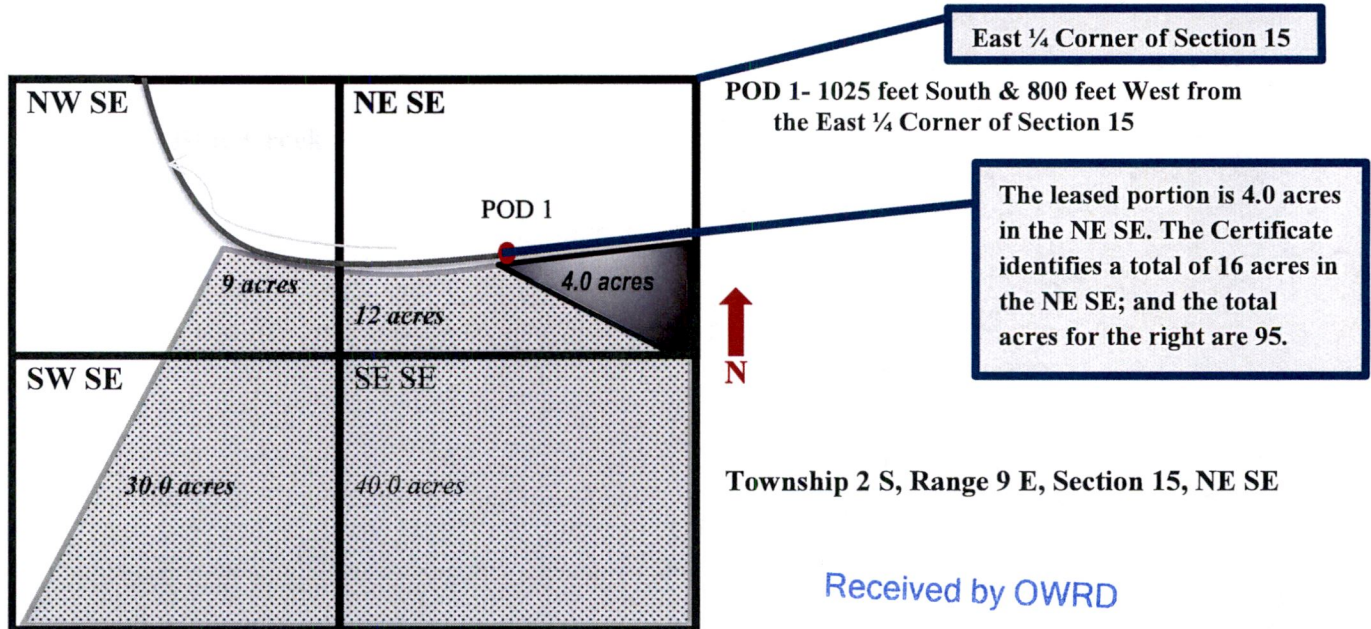 East ¼ Corner of Section 15
NW SE
NE SE
POD 1- 1025 feet South & 800 feet West from
the East ¼ Corner of Section 15
POD 1
The leased portion is 4.0 acres
in the NE SE. The Certificate
identifies a total of 16 acres in
the NE SE; and the total
acres for the right are 95.
9 acres
4.0 acres
12 acres
N
SW SE
SE SE
30.0 acres
40.0 acres
Township 2 S, Range 9 E, Section 15, NE SE
Received by OWRD